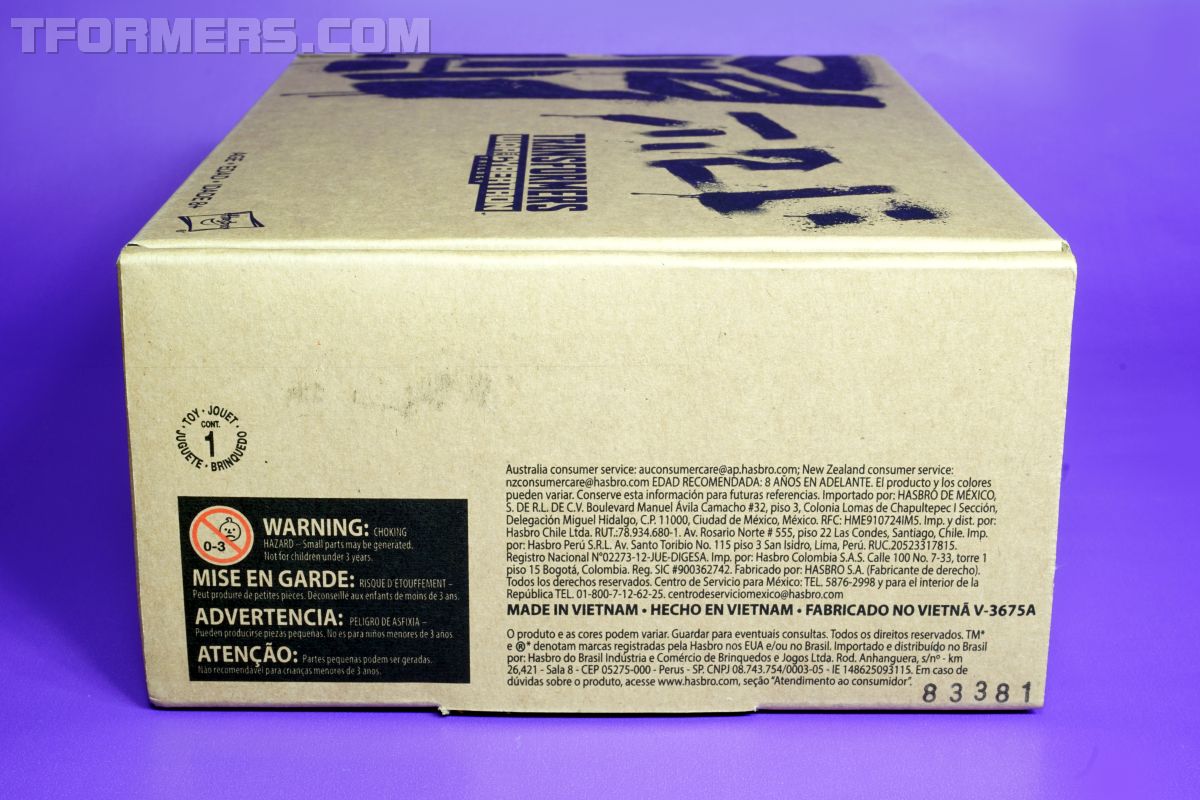 TFORMERS.COM
AGE • EDAD • IDADE 8+
Hasbro
TRANSFORMERS
WAR FOR CYBERTRON
TRILOGY
• TOY • JOUET •
JUGUETE • BRINQUEDO
CONT.
1
0-3
WARNING: CHOKING
HAZARD – Small parts may be generated.
Not for children under 3 years.
MISE EN GARDE: RISQUE D'ÉTOUFFEMENT –
Peut produire de petites pièces. Déconseillé aux enfants de moins de 3 ans.
ADVERTENCIA: PELIGRO DE ASFIXIA –
Pueden producirse piezas pequeñas. No es para niños menores de 3 años.
ATENÇÃO: Partes pequenas podem ser geradas.
Não recomendável para crianças menores de 3 anos.
Australia consumer service: auconsumercare@ap.hasbro.com; New Zealand consumer service:
nzconsumercare@hasbro.com EDAD RECOMENDADA: 8 AÑOS EN ADELANTE. El producto y los colores
pueden variar. Conserve esta información para futuras referencias. Importado por: HASBRO DE MÉXICO,
S. DE R.L. DE C.V. Boulevard Manuel Ávila Camacho #32, piso 3, Colonia Lomas de Chapultepec I Sección,
Delegación Miguel Hidalgo, C.P. 11000, Ciudad de México, México. RFC: HME910724IM5. Imp. y dist. por:
Hasbro Chile Ltda. RUT.:78.934.680-1. Av. Rosario Norte # 555, piso 22 Las Condes, Santiago, Chile. Imp.
por: Hasbro Perú S.R.L. Av. Santo Toribio No. 115 piso 3 San Isidro, Lima, Perú. RUC.20523317815.
Registro Nacional N°02273-12-JUE-DIGESA. Imp. por: Hasbro Colombia S.A.S. Calle 100 No. 7-33, torre 1
piso 15 Bogotá, Colombia. Reg. SIC #900362742. Fabricado por: HASBRO S.A. (Fabricante de derecho).
Todos los derechos reservados. Centro de Servicio para México: TEL. 5876-2998 y para el interior de la
República TEL. 01-800-7-12-62-25. centrodeserviciomexico@hasbro.com
MADE IN VIETNAM • HECHO EN VIETNAM • FABRICADO NO VIETNÃ V-3675A
O produto e as cores podem variar. Guardar para eventuais consultas. Todos os direitos reservados. TM*
e ®* denotam marcas registradas pela Hasbro nos EUA e/ou no Brasil. Importado e distribuído no Brasil
por: Hasbro do Brasil Indústria e Comércio de Brinquedos e Jogos Ltda. Rod. Anhanguera, s/nº - km
26,421 - Sala 8 - CEP 05275-000 - Perus - SP. CNPJ 08.743.754/0003-05 - IE 148625093115. Em caso de
dúvidas sobre o produto, acesse www.hasbro.com, seção "Atendimento ao consumidor".
83381